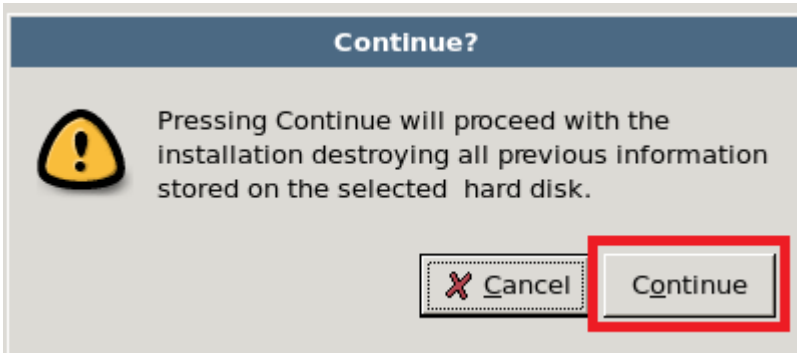 Continue?
Pressing Continue will proceed with the
installation destroying all previous information
stored on the selected  hard disk.
Cancel
Continue